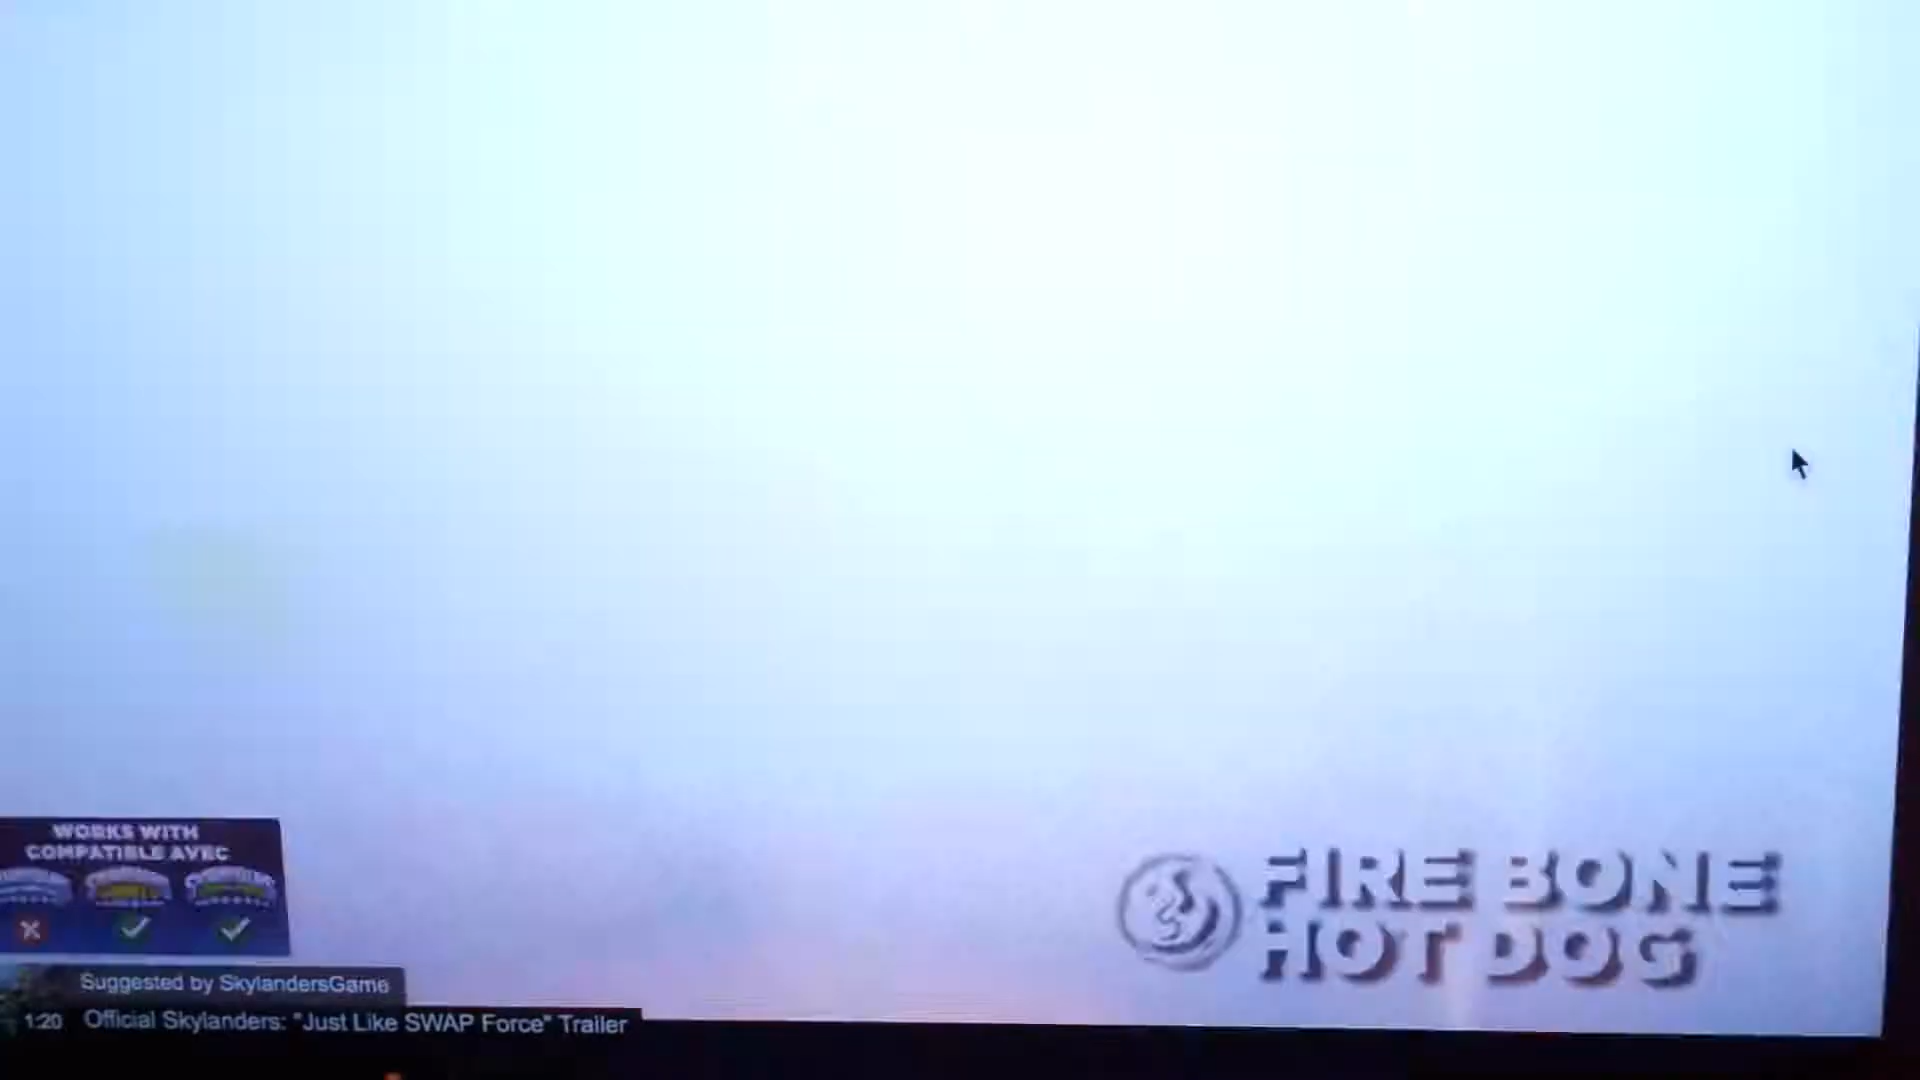 WORKS WITH
COMPATIBLE AVEC
FIRE BONE
HOT DOG
Suggested by SkylandersGame
1:20 Official Skylanders: "Just Like SWAP Force" Trailer